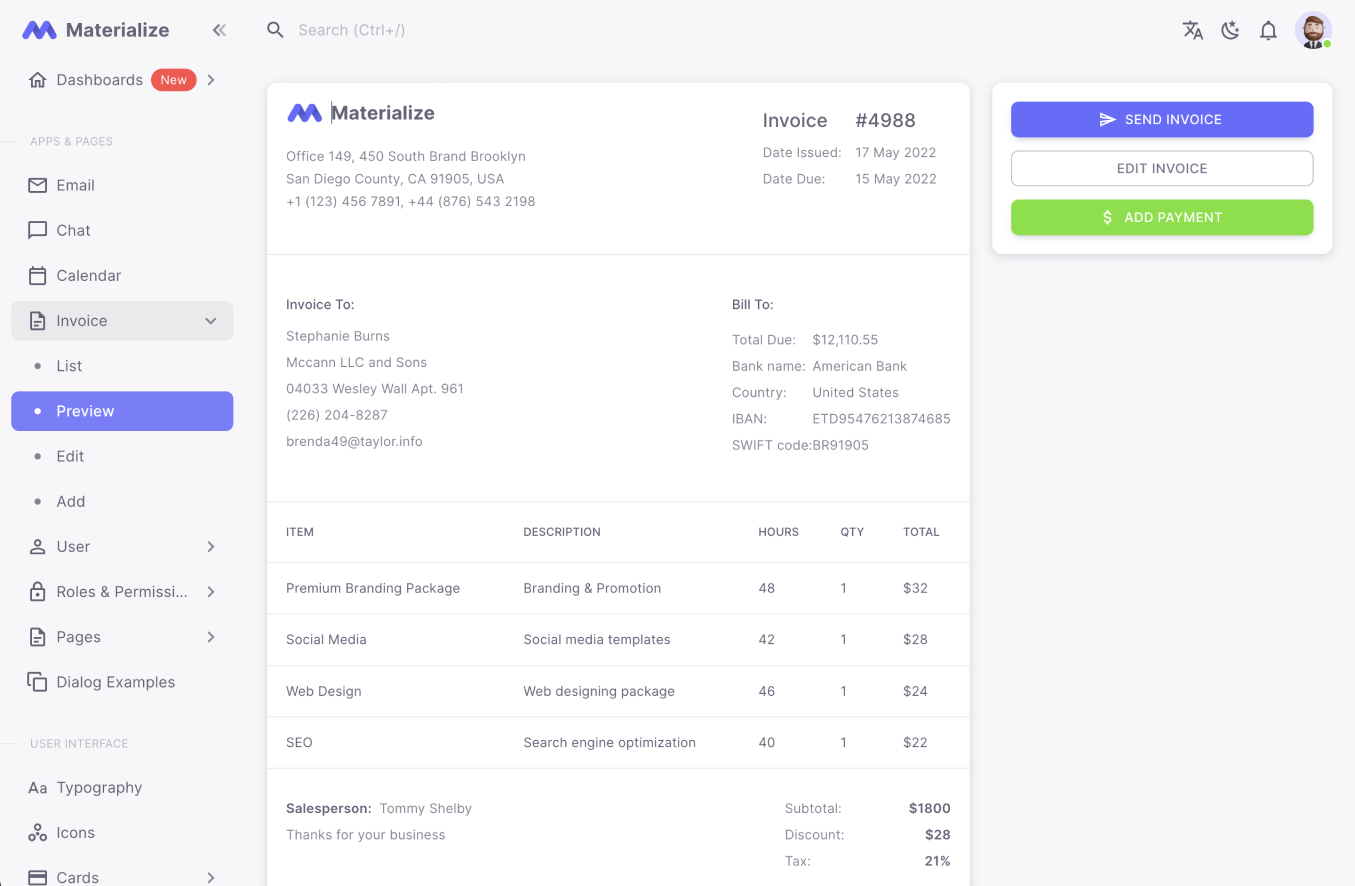 Materialize
Search (Ctrl+/)
Dashboards New
APPS & PAGES
Email
Chat
Calendar
Invoice
List
Preview
Edit
Add
User
Roles & Permissi...
Pages
Dialog Examples
USER INTERFACE
Aa Typography
Icons
Cards
Materialize
Office 149, 450 South Brand Brooklyn
San Diego County, CA 91905, USA
+1 (123) 456 7891, +44 (876) 543 2198
Invoice #4988
Date Issued: 17 May 2022
Date Due: 15 May 2022
Invoice To:
Stephanie Burns
Mccann LLC and Sons
04033 Wesley Wall Apt. 961
(226) 204-8287
brenda49@taylor.info
Bill To:
Total Due: $12,110.55
Bank name: American Bank
Country: United States
IBAN: ETD95476213874685
SWIFT code: BR91905
ITEM DESCRIPTION HOURS QTY TOTAL
Premium Branding Package Branding & Promotion 48 1 $32
Social Media Social media templates 42 1 $28
Web Design Web designing package 46 1 $24
SEO Search engine optimization 40 1 $22
Salesperson: Tommy Shelby
Thanks for your business
Subtotal: $1800
Discount: $28
Tax: 21%
SEND INVOICE
EDIT INVOICE
$ ADD PAYMENT